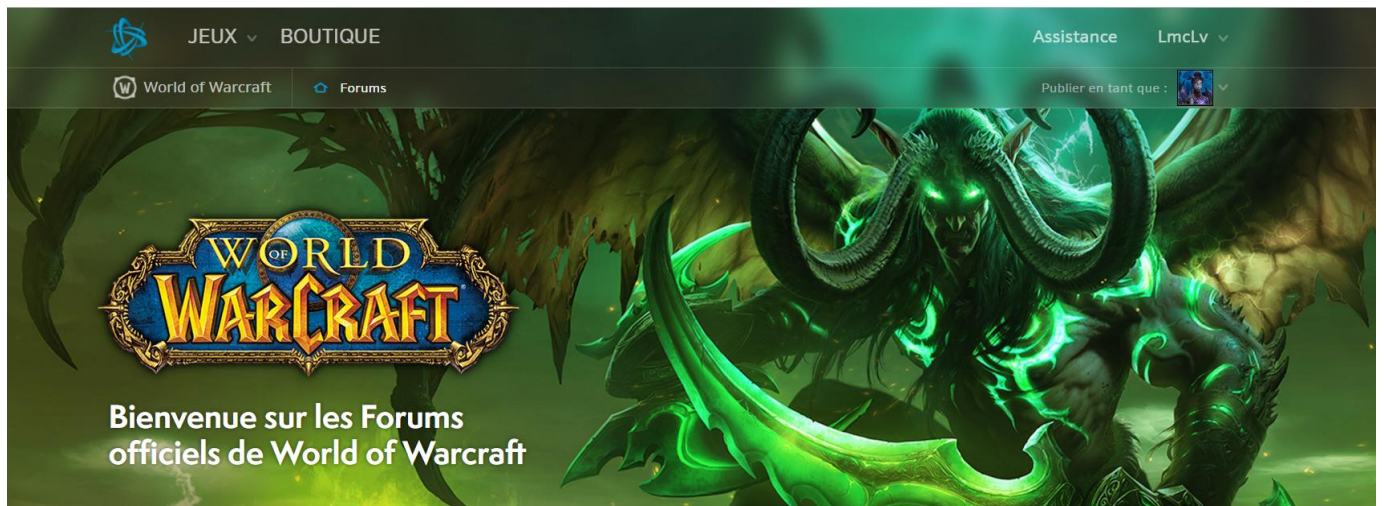 JEUX BOUTIQUE Assistance LmcLv
World of Warcraft Forums Publier en tant que :
WORLD
OF
WARCRAFT
Bienvenue sur les Forums
officiels de World of Warcraft